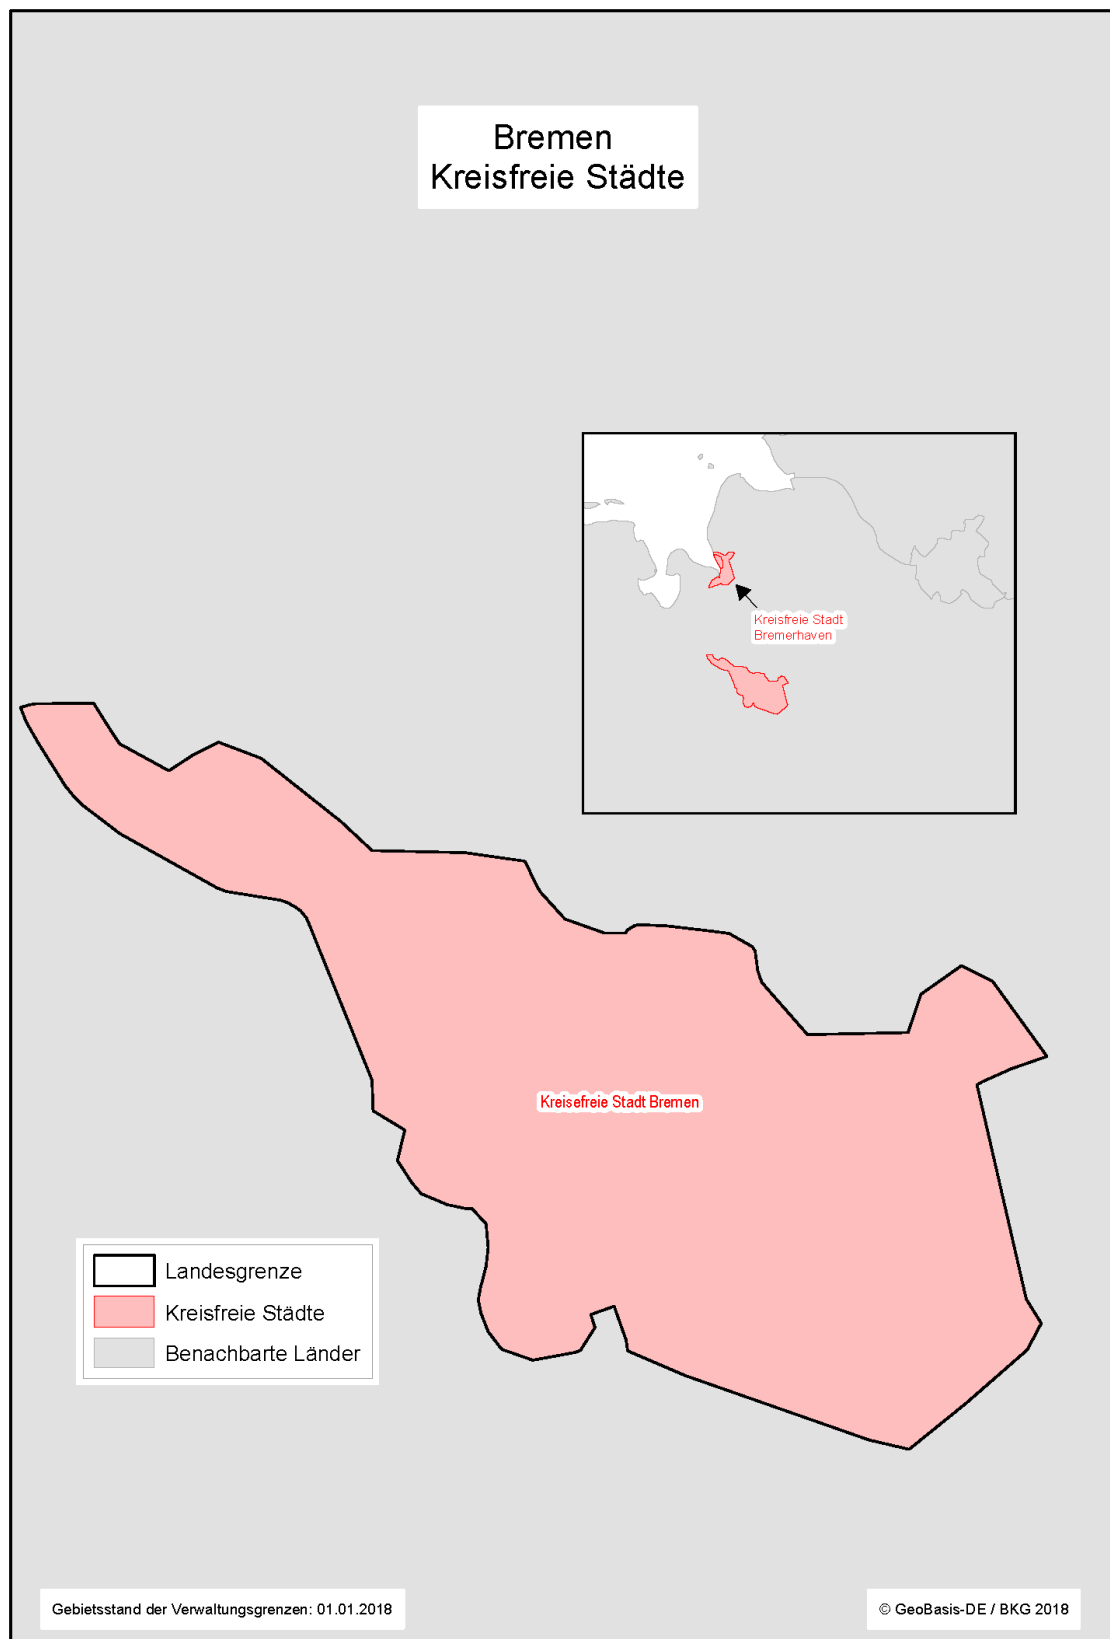 Bremen
Kreisfreie Städte
Kreisfreie Stadt
Bremerhaven
Kreisefreie Stadt Bremen
Landesgrenze
Kreisfreie Städte
Benachbarte Länder
Gebietsstand der Verwaltungsgrenzen: 01.01.2018
© GeoBasis-DE / BKG 2018